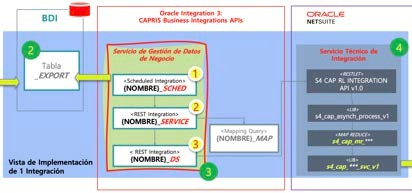 BDI
2
Tabla
_EXPORT
Oracle Integration 3:
CAPRIS Business Integrations APIs
Servicio de Gestión de Datos
de Negocio
<Scheduled Integration>
{NOMBRE}_SCHED
1
<REST Integration>
{NOMBRE}_SERVICE
2
< REST Integration>
{NOMBRE}_DS
3
3
<Mapping Query>
{NOMBRE}_MAP
ORACLE
NETSUITE
4
Servicio Técnico de
Integración
<RESTLET>
S4 CAP RL INTEGRATION
API v1.0
<LIB>
s4_cap_asynch_process_v1
<MAP REDUCE>
s4_cap_mr_***
<LIB>
s4_cap_***_svc_v1
Vista de Implementación
de 1 Integración